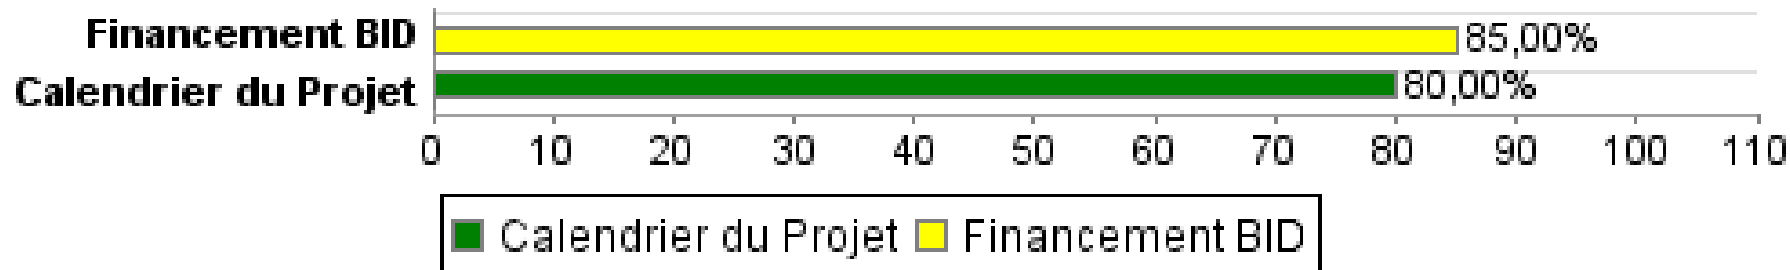 Financement BID 85,00%
Calendrier du Projet 80,00%
0 10 20 30 40 50 60 70 80 90 100 110
Calendrier du Projet Financement BID